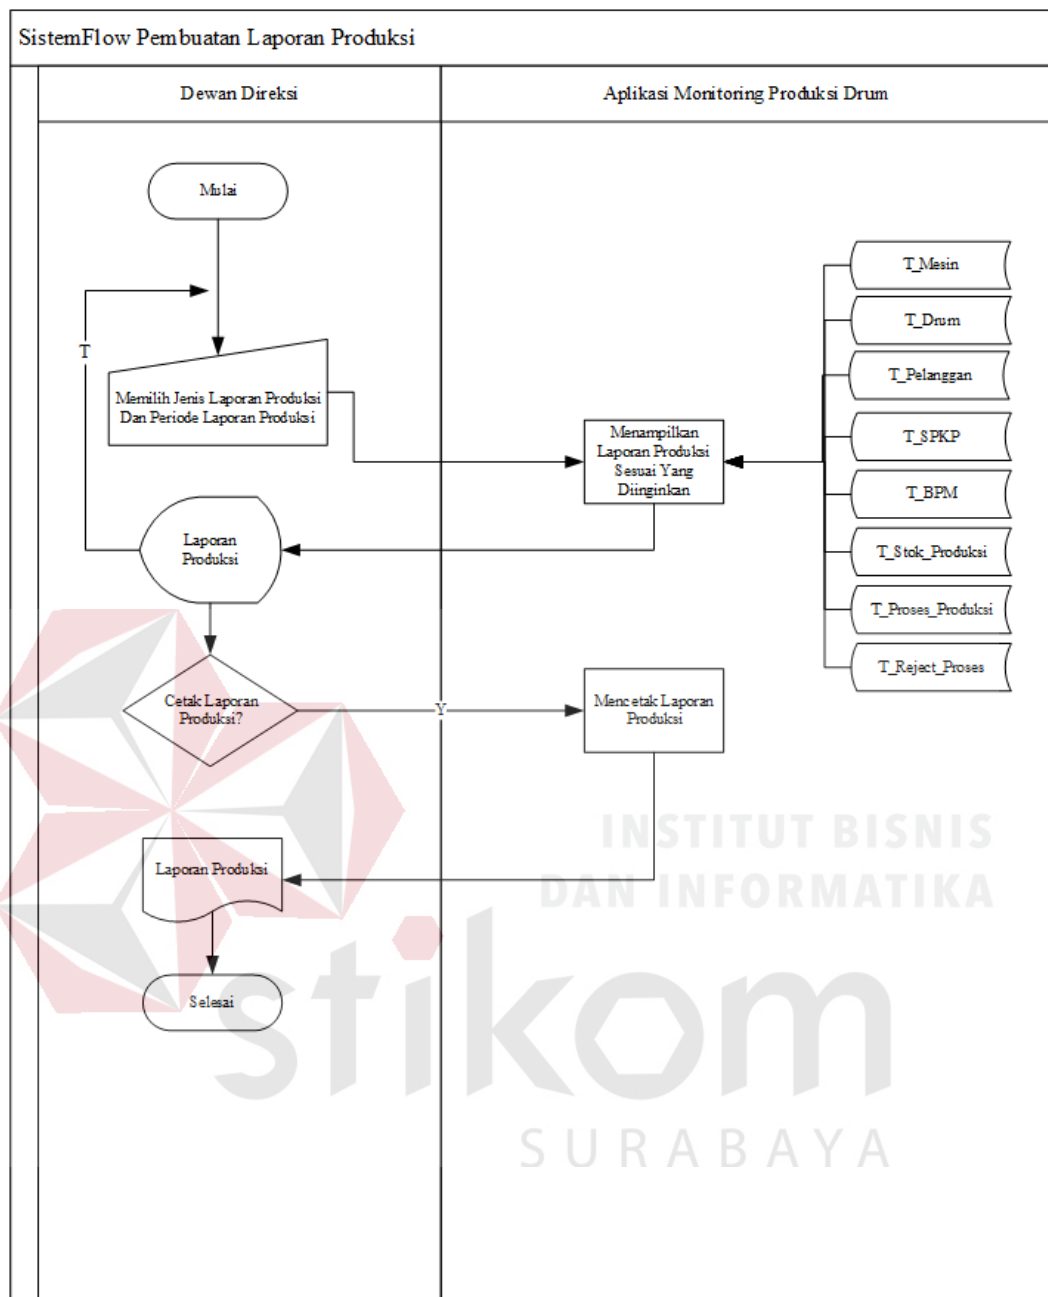 SistemFlow Pembuatan Laporan Produksi
Dewan Direksi
Aplikasi Monitoring Produksi Drum
Mulai
T
Memilih Jenis Laporan Produksi
Dan Periode Laporan Produksi
Menampilkan
Laporan Produksi
Sesuai Yang
Diinginkan
T_Mesin
T_Drum
T_Pelanggan
T_SPKP
T_BPM
T_Stok_Produksi
T_Proses_Produksi
T_Reject_Proses
Laporan
Produksi
Cetak Laporan
Produksi?
Y
Mencetak Laporan
Produksi
Laporan Produksi
Selesai
INSTITUT BISNIS
DAN INFORMATIKA
stikom
SURABAYA